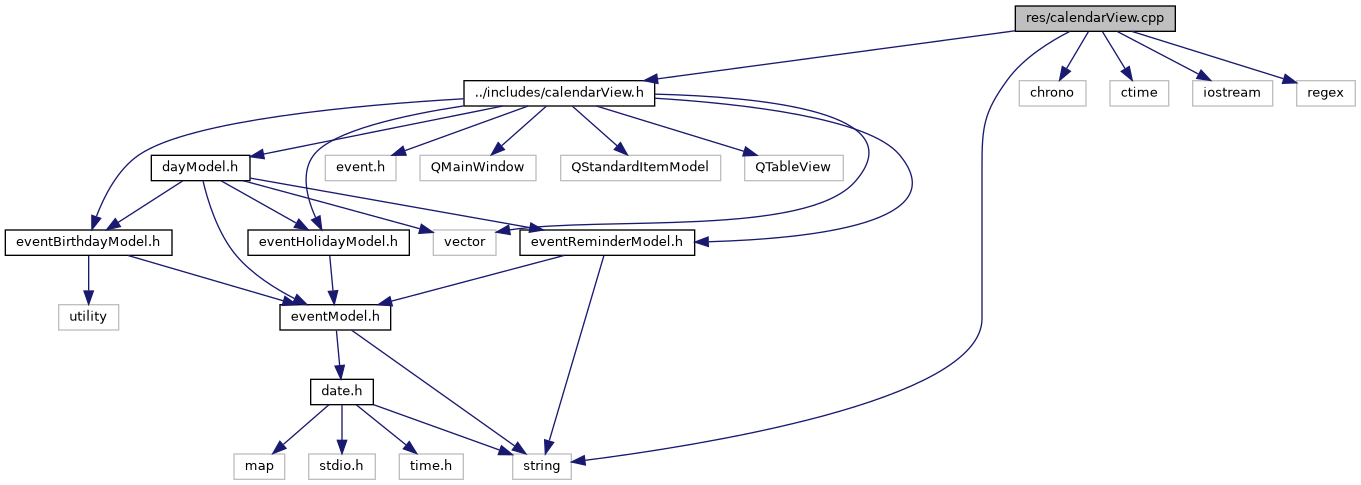 res/calendarView.cpp
../includes/calendarView.h
chrono
ctime
iostream
regex
dayModel.h
event.h
QMainWindow
QStandardItemModel
QTableView
eventBirthdayModel.h
eventHolidayModel.h
vector
eventReminderModel.h
utility
eventModel.h
date.h
map
stdio.h
time.h
string